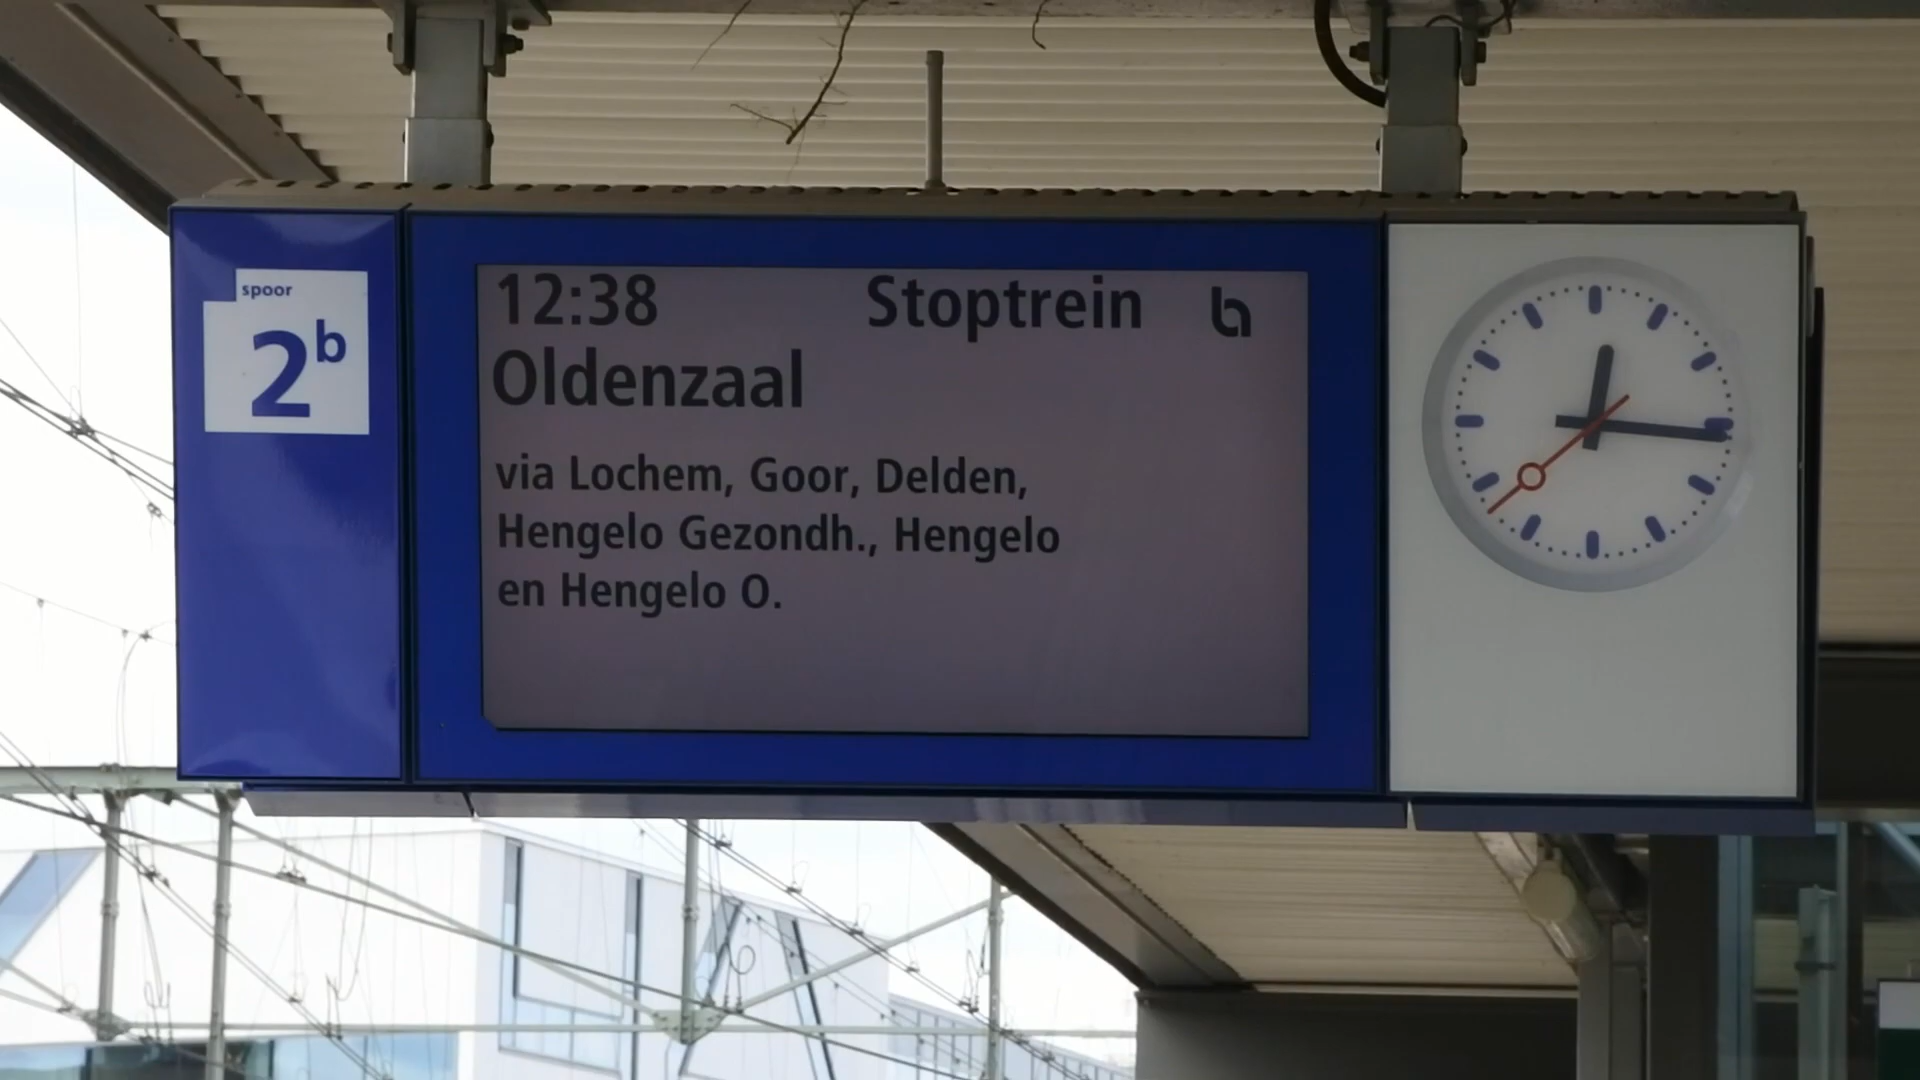 spoor
2b
12:38 Stoptrein
Oldenzaal
via Lochem, Goor, Delden,
Hengelo Gezondh., Hengelo
en Hengelo O.